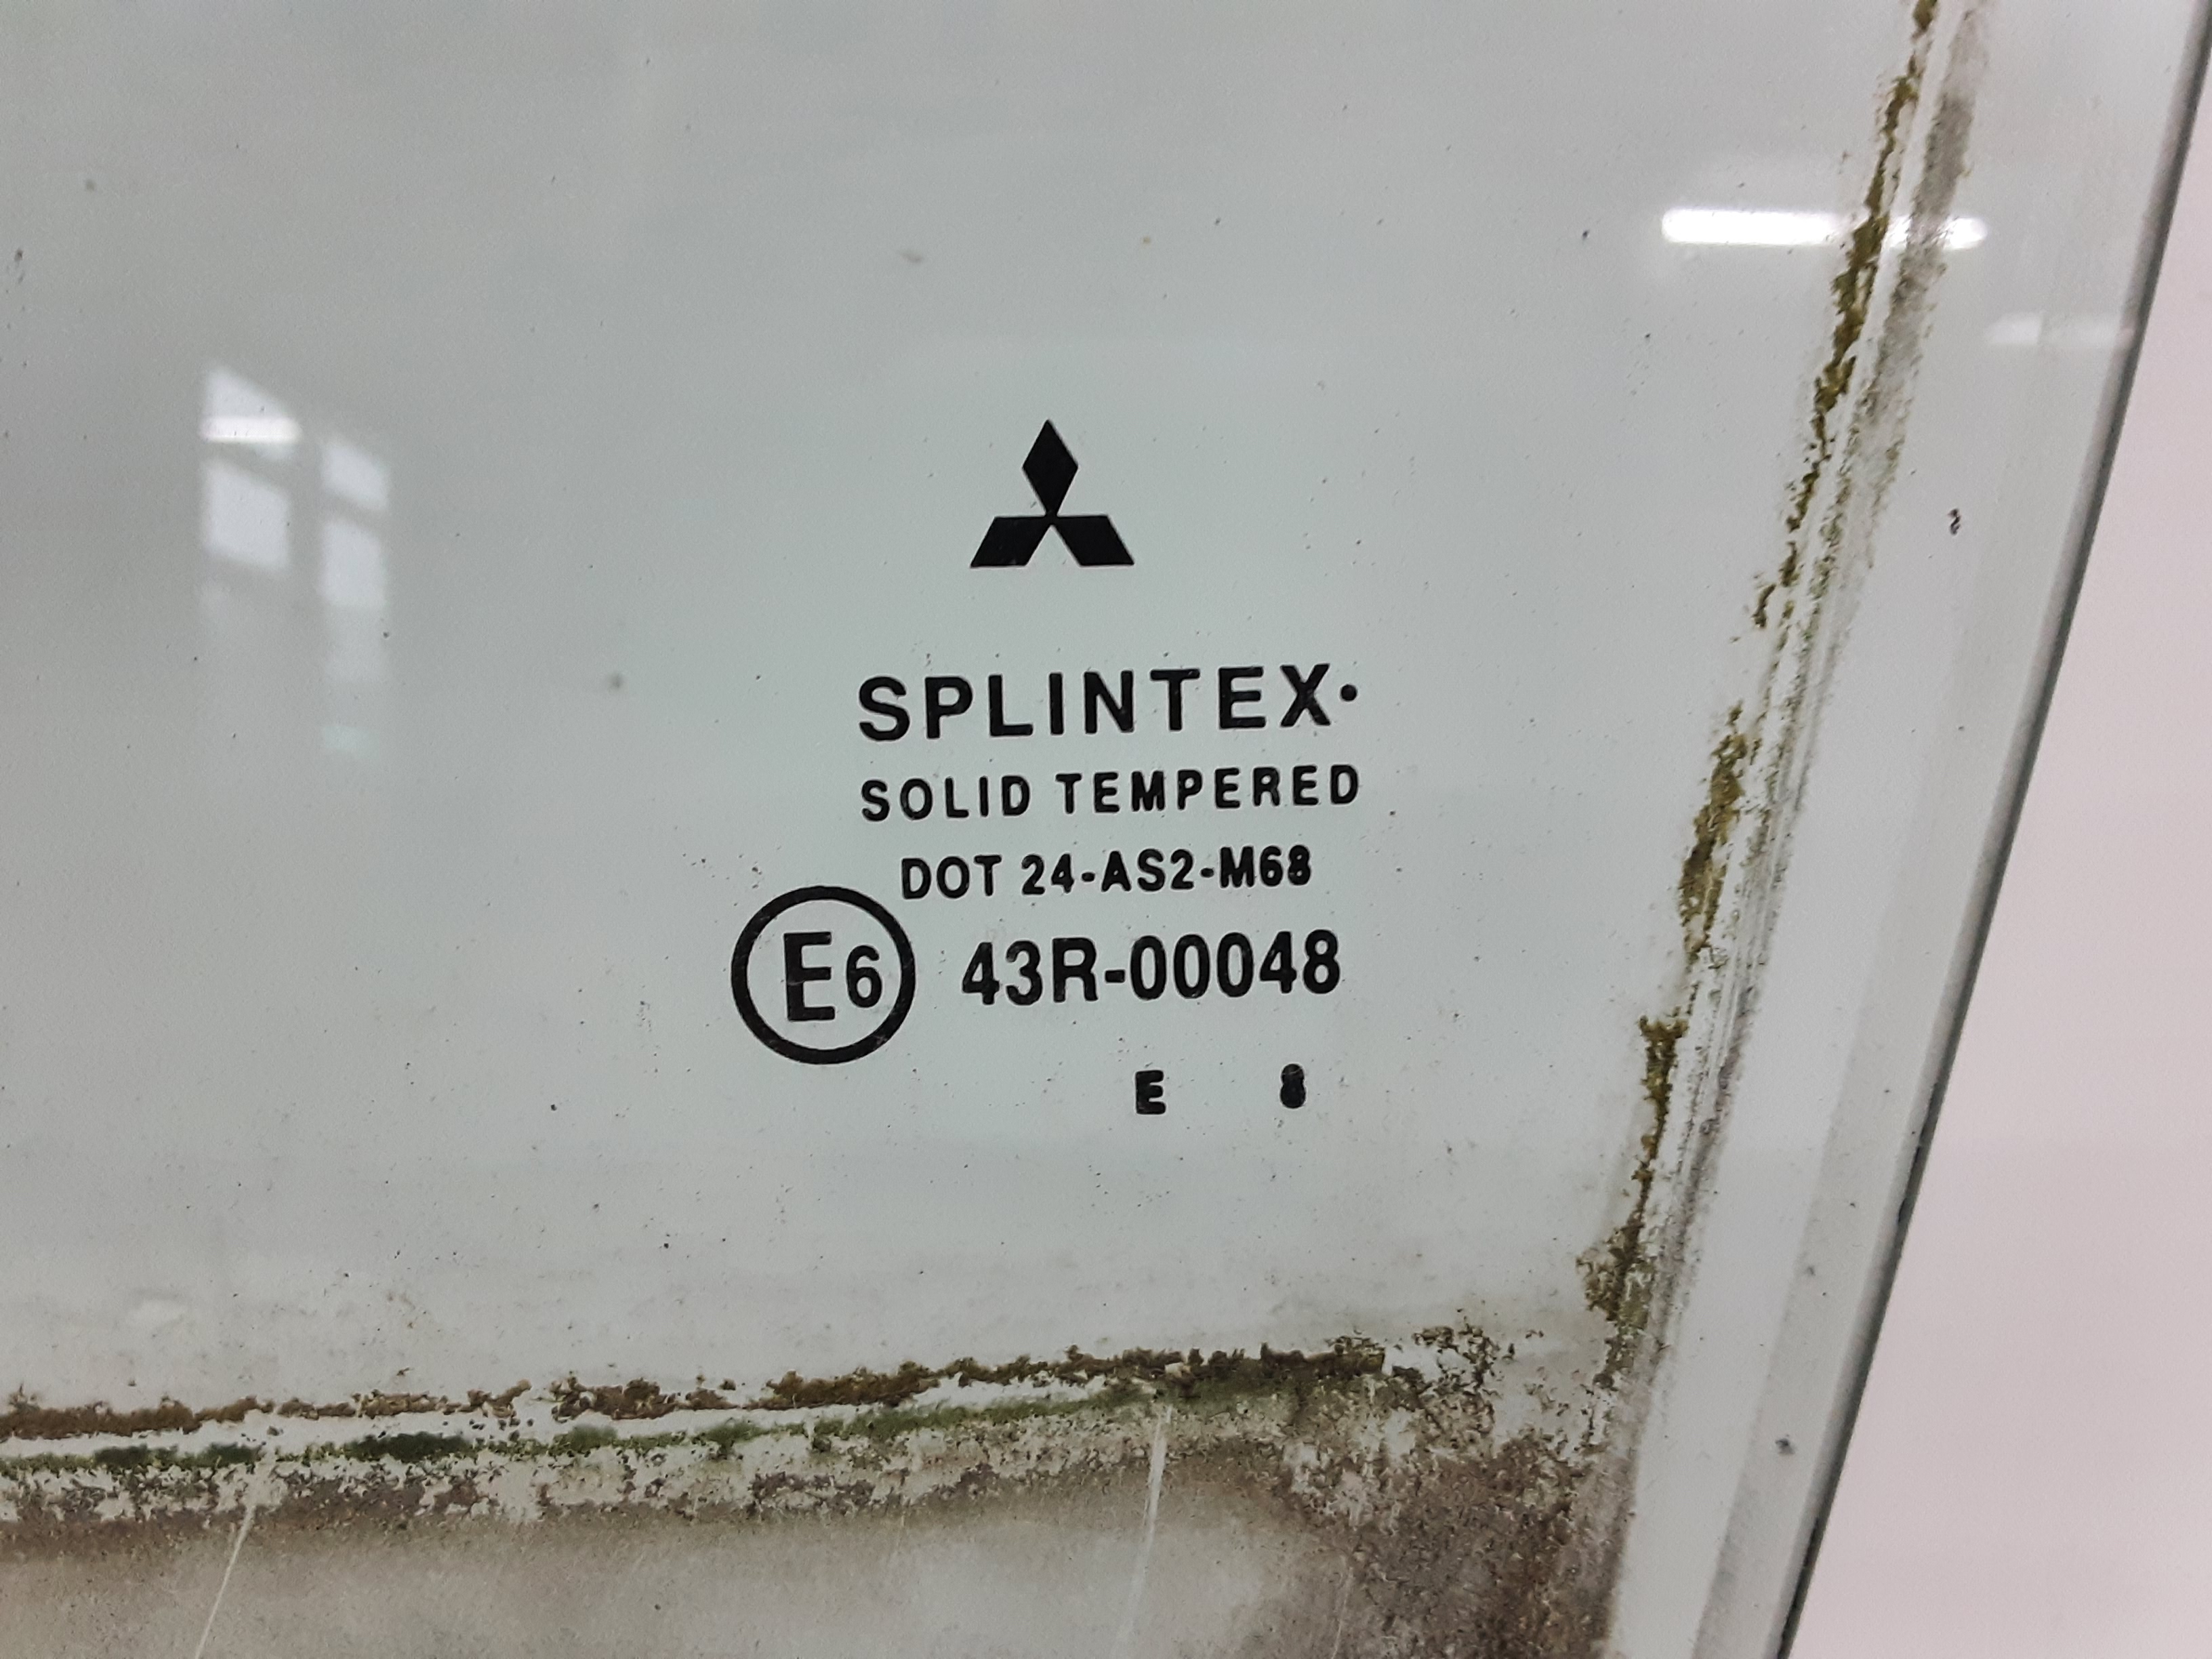 SPLINTEX·
SOLID TEMPERED
DOT 24-AS2-M68
E6 43R-00048
E 8